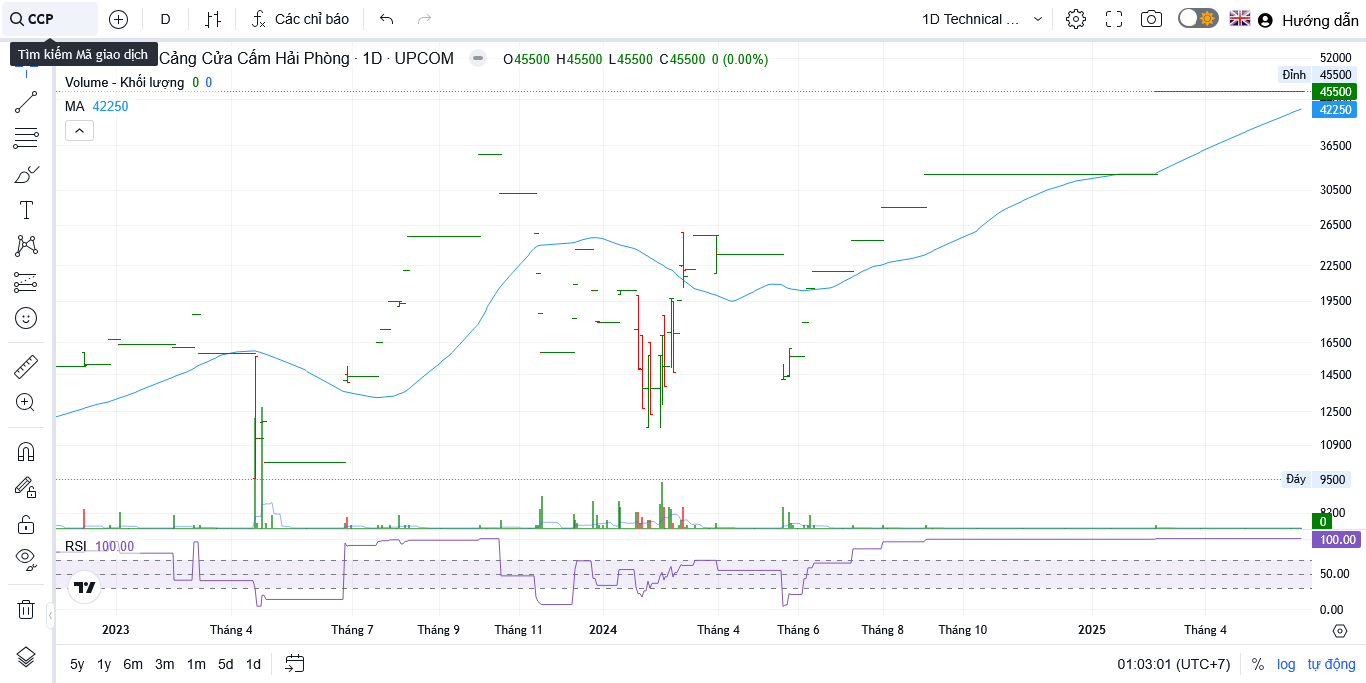 CCP D Các chỉ báo 1D Technical ... Hướng dẫn
Tìm kiếm Mã giao dịch
Cảng Cửa Cấm Hải Phòng · 1D · UPCOM O45500 H45500 L45500 C45500 0 (0.00%)
Volume - Khối lượng 0 0
MA 42250
52000
Đỉnh 45500
45500
42250
36500
30500
26500
22500
19500
16500
14500
12500
10900
Đáy 9500
8200
0
RSI 100.00
100.00
50.00
0.00
2023 Tháng 4 Tháng 7 Tháng 9 Tháng 11 2024 Tháng 4 Tháng 6 Tháng 8 Tháng 10 2025 Tháng 4
5y 1y 6m 3m 1m 5d 1d 01:03:01 (UTC+7) % log tự động